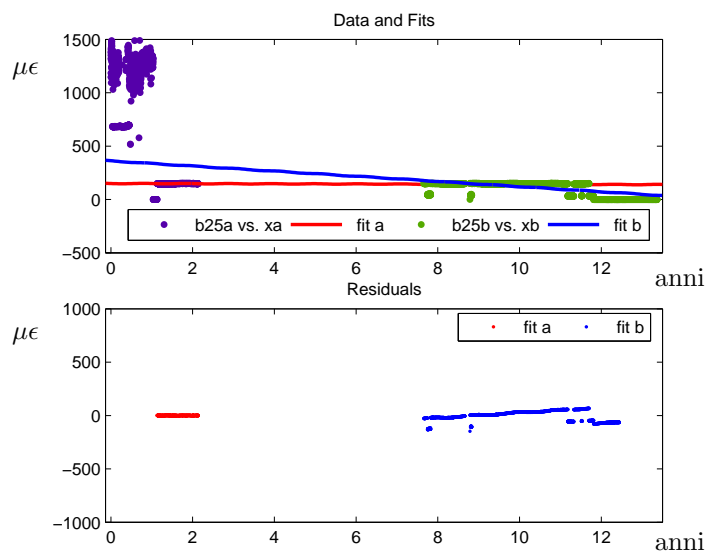 Data and Fits
με
1500
1000
500
0
−500
b25a vs. xa fit a b25b vs. xb fit b
0 2 4 6 8 10 12
anni
Residuals
με
1000
500
0
−500
−1000
fit a fit b
0 2 4 6 8 10 12
anni